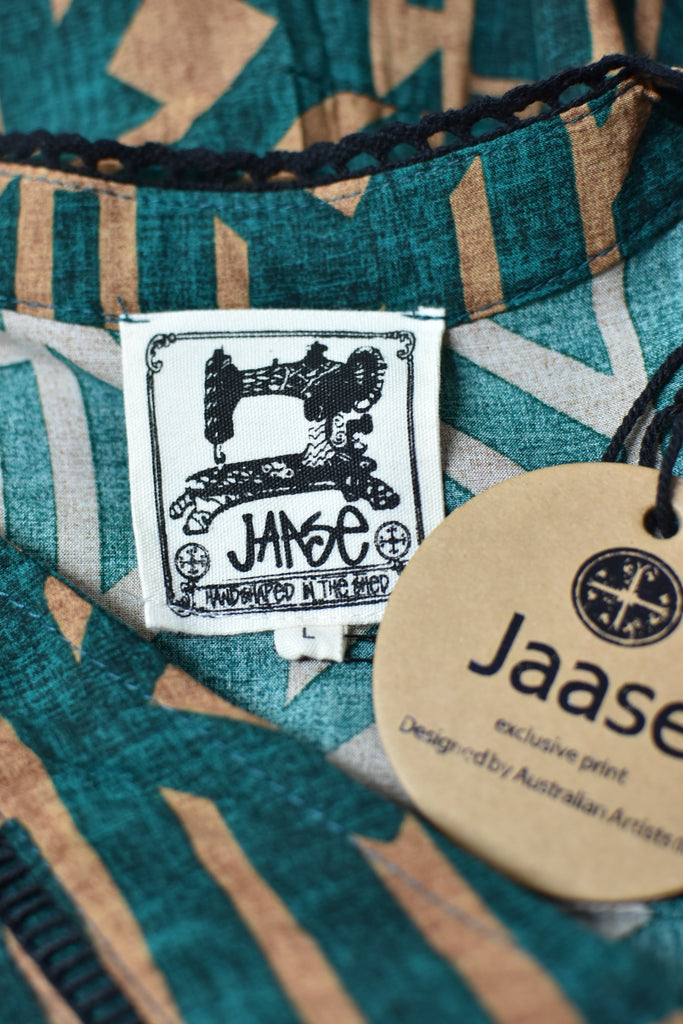 JAASE
HANDSHAPED IN THE SHED
L
Jaase
exclusive print
Designed by Australian Artists